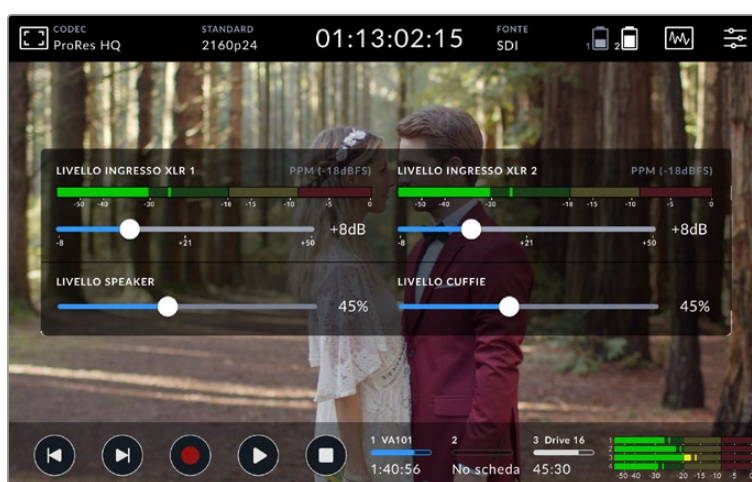 CODEC
ProRes HQ
STANDARD
2160p24
01:13:02:15
FONTE
SDI
1
2
LIVELLO INGRESSO XLR 1
PPM (-18dBFS)
-50 -40 -30 -18 -15 -10 -5 0
+8dB
-8 +21 +50
LIVELLO INGRESSO XLR 2
PPM (-18dBFS)
-50 -40 -30 -18 -15 -10 -5 0
+8dB
-8 +21 +50
LIVELLO SPEAKER
45%
LIVELLO CUFFIE
45%
1 VA101
1:40:56
2
No scheda
3 Drive 16
45:30
1
2
3
4
-50 -40 -30 -20 -15 -10 -5